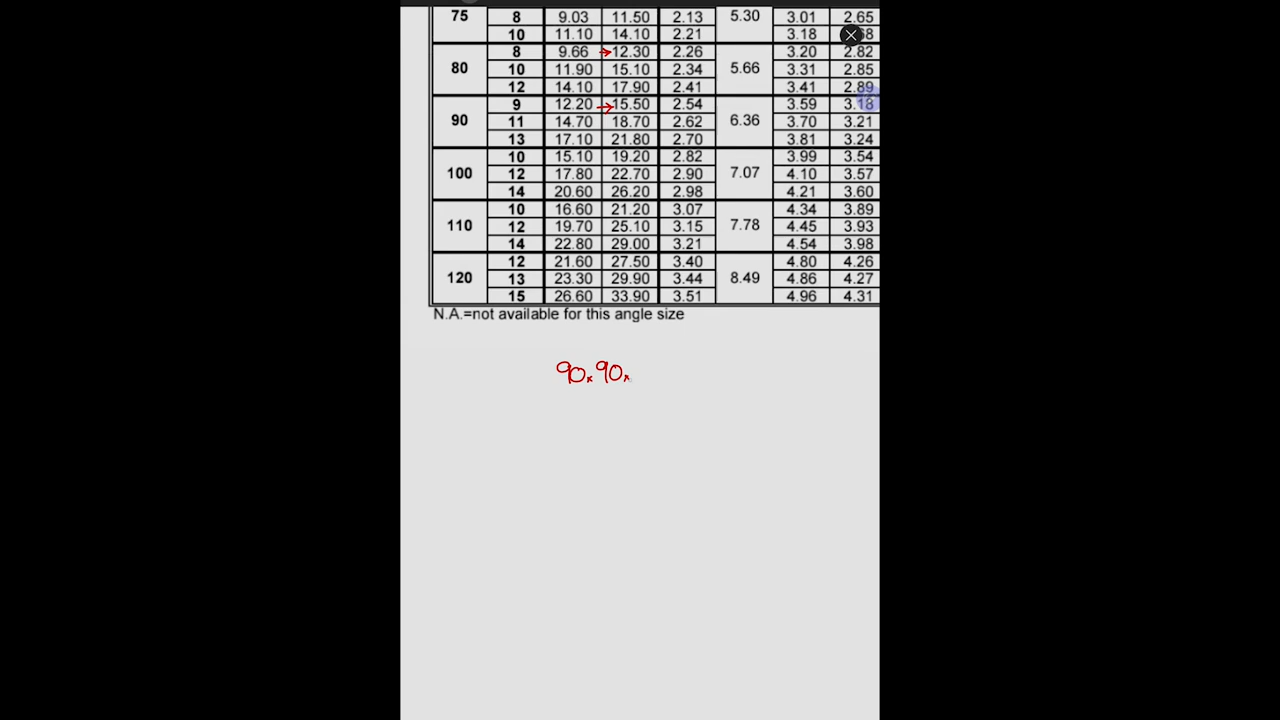 75 8 9.03 11.50 2.13 5.30 3.01 2.65
10 11.10 14.10 2.21 3.18
80 8 9.66 → 12.30 2.26 5.66 3.20 2.82
10 11.90 15.10 2.34 3.31 2.85
12 14.10 17.90 2.41 3.41 2.89
90 9 12.20 → 15.50 2.54 6.36 3.59 3.18
11 14.70 18.70 2.62 3.70 3.21
13 17.10 21.80 2.70 3.81 3.24
100 10 15.10 19.20 2.82 7.07 3.99 3.54
12 17.80 22.70 2.90 4.10 3.57
14 20.60 26.20 2.98 4.21 3.60
110 10 16.60 21.20 3.07 7.78 4.34 3.89
12 19.70 25.10 3.15 4.45 3.93
14 22.80 29.00 3.21 4.54 3.98
120 12 21.60 27.50 3.40 8.49 4.80 4.26
13 23.30 29.90 3.44 4.86 4.27
15 26.60 33.90 3.51 4.96 4.31
N.A.=not available for this angle size
90x90x